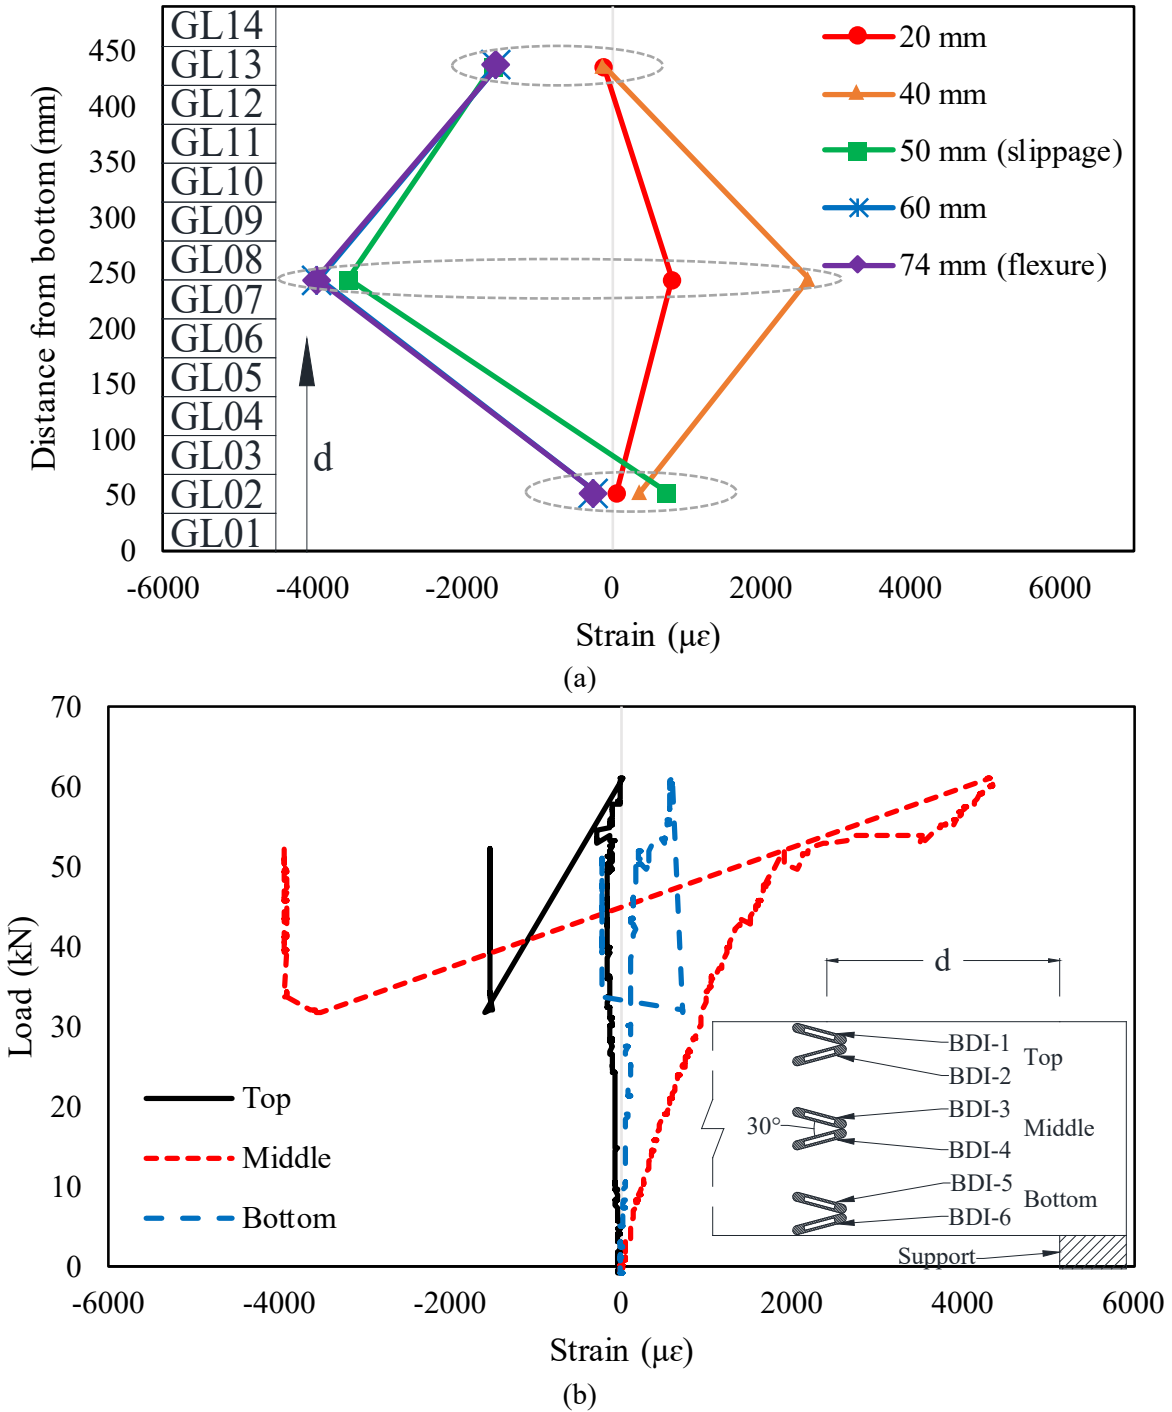 GL14
GL13
GL12
GL11
GL10
GL09
GL08
GL07
GL06
GL05
GL04
GL03
GL02
GL01
450
400
350
300
250
200
150
100
50
0
Distance from bottom (mm)
d
20 mm
40 mm
50 mm (slippage)
60 mm
74 mm (flexure)
-6000 -4000 -2000 0 2000 4000 6000
Strain (με)
(a)
70
60
50
40
30
20
10
0
Load (kN)
Top
Middle
Bottom
d
BDI-1
Top
BDI-2
BDI-3
30°
Middle
BDI-4
BDI-5
Bottom
BDI-6
Support
-6000 -4000 -2000 0 2000 4000 6000
Strain (με)
(b)